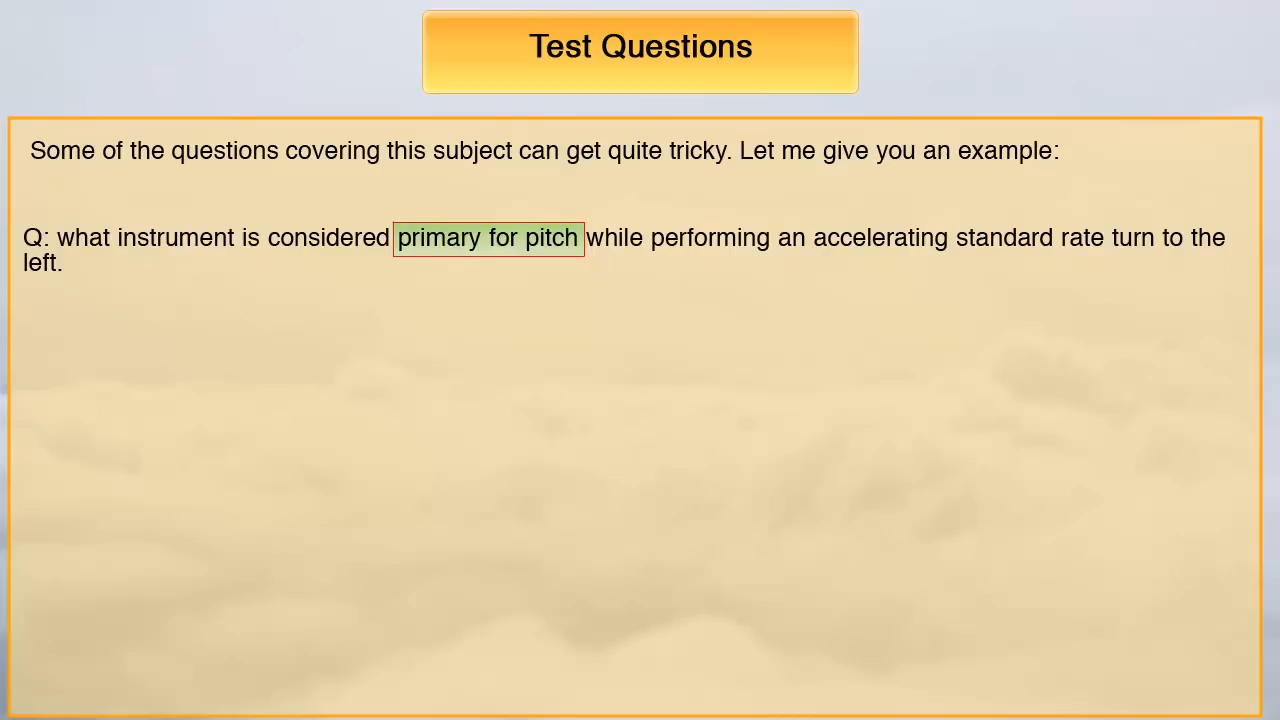 Test Questions
Some of the questions covering this subject can get quite tricky. Let me give you an example:
Q: what instrument is considered primary for pitch while performing an accelerating standard rate turn to the
left.